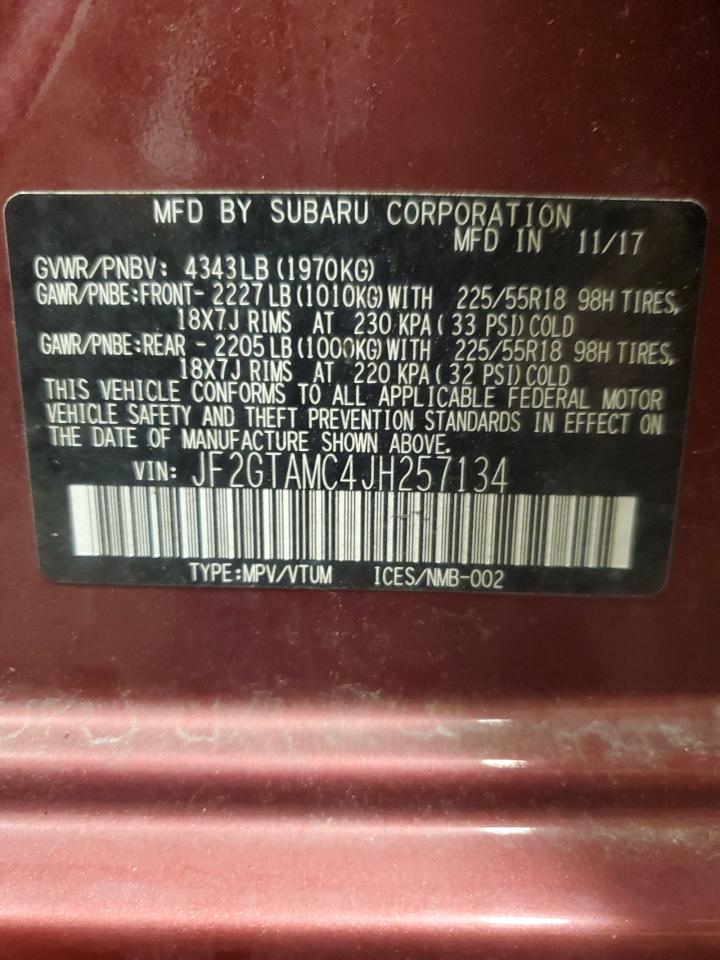 MFD BY SUBARU CORPORATION
MFD IN 11/17
GVWR/PNBV: 4343LB (1970KG)
GAWR/PNBE:FRONT- 2227LB (1010KG)WITH 225/55R18 98H TIRES,
18X7J RIMS AT 230 KPA( 33 PSI)COLD
GAWR/PNBE:REAR - 2205LB (1000KG)WITH 225/55R18 98H TIRES,
18X7J RIMS AT 220 KPA( 32 PSI)COLD
THIS VEHICLE CONFORMS TO ALL APPLICABLE FEDERAL MOTOR
VEHICLE SAFETY AND THEFT PREVENTION STANDARDS IN EFFECT ON
THE DATE OF MANUFACTURE SHOWN ABOVE.
VIN: JF2GTAMC4JH257134
TYPE:MPV/VTUM ICES/NMB-002